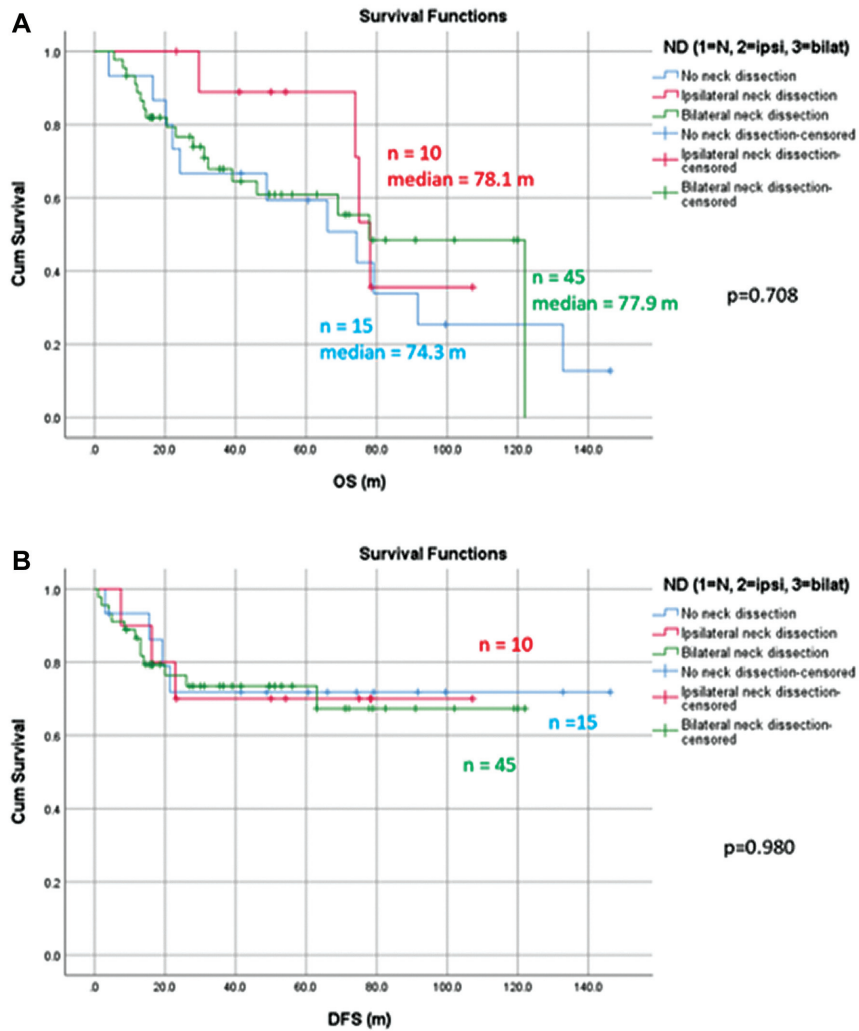 A
Survival Functions
ND (1=N, 2=ipsi, 3=bilat)
No neck dissection
Ipsilateral neck dissection
Bilateral neck dissection
No neck dissection-censored
Ipsilateral neck dissection-
censored
Bilateral neck dissection-
censored
Cum Survival
1.0
0.8
0.6
0.4
0.2
0.0
n = 10
median = 78.1 m
n = 45
median = 77.9 m
n = 15
median = 74.3 m
p=0.708
.0 20.0 40.0 60.0 80.0 100.0 120.0 140.0
OS (m)
B
Survival Functions
ND (1=N, 2=ipsi, 3=bilat)
No neck dissection
Ipsilateral neck dissection
Bilateral neck dissection
No neck dissection-censored
Ipsilateral neck dissection-
censored
Bilateral neck dissection-
censored
Cum Survival
1.0
0.8
0.6
0.4
0.2
0.0
n = 10
n =15
n = 45
p=0.980
.0 20.0 40.0 60.0 80.0 100.0 120.0 140.0
DFS (m)